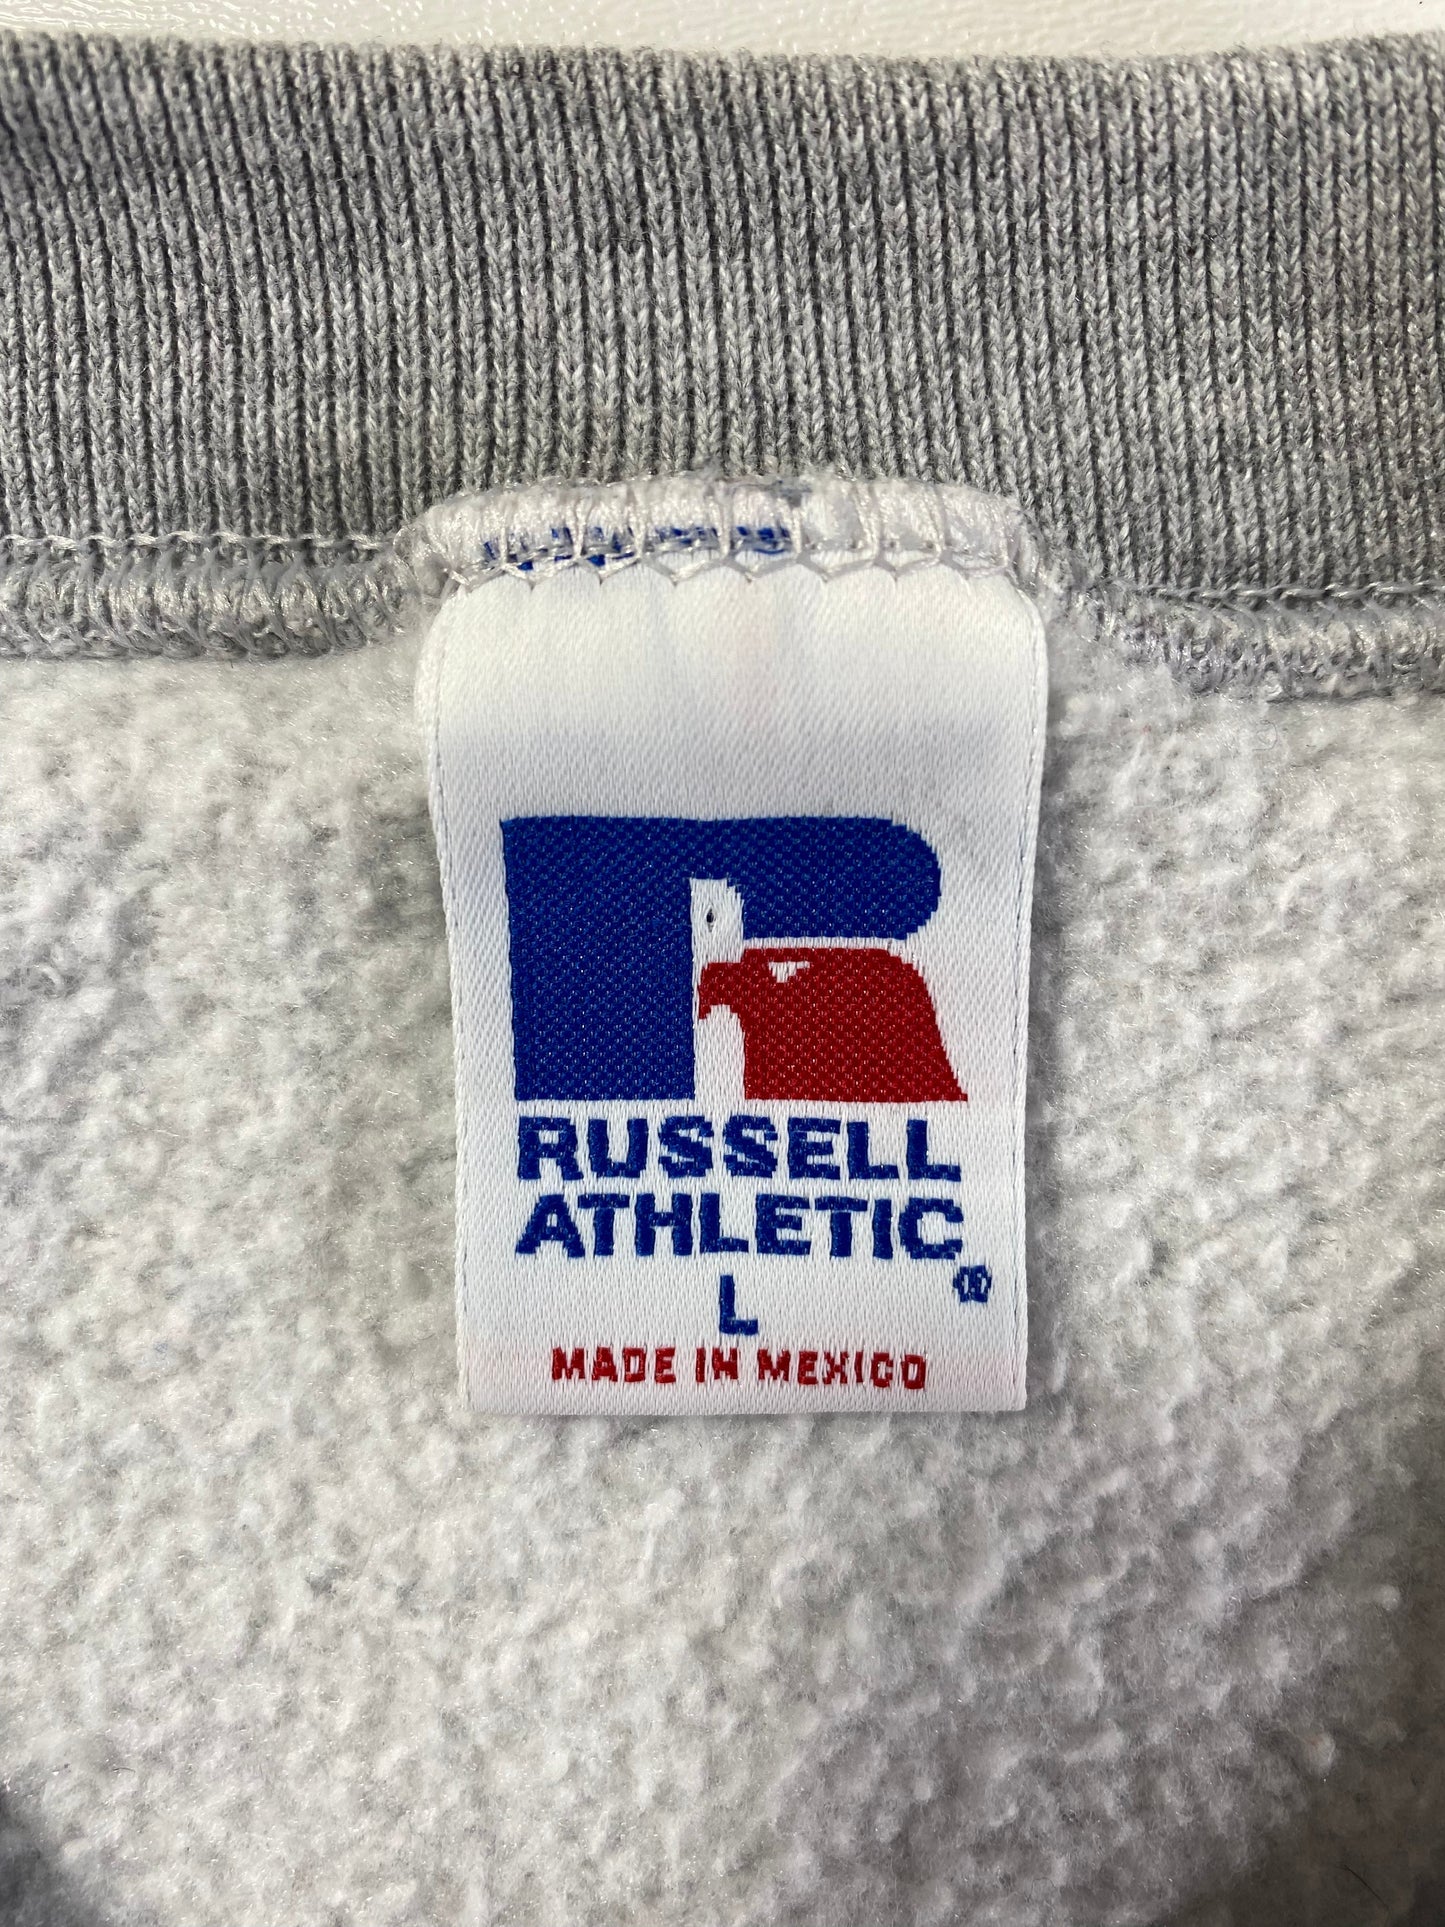 RUSSELL
ATHLETIC
®
L
MADE IN MEXICO